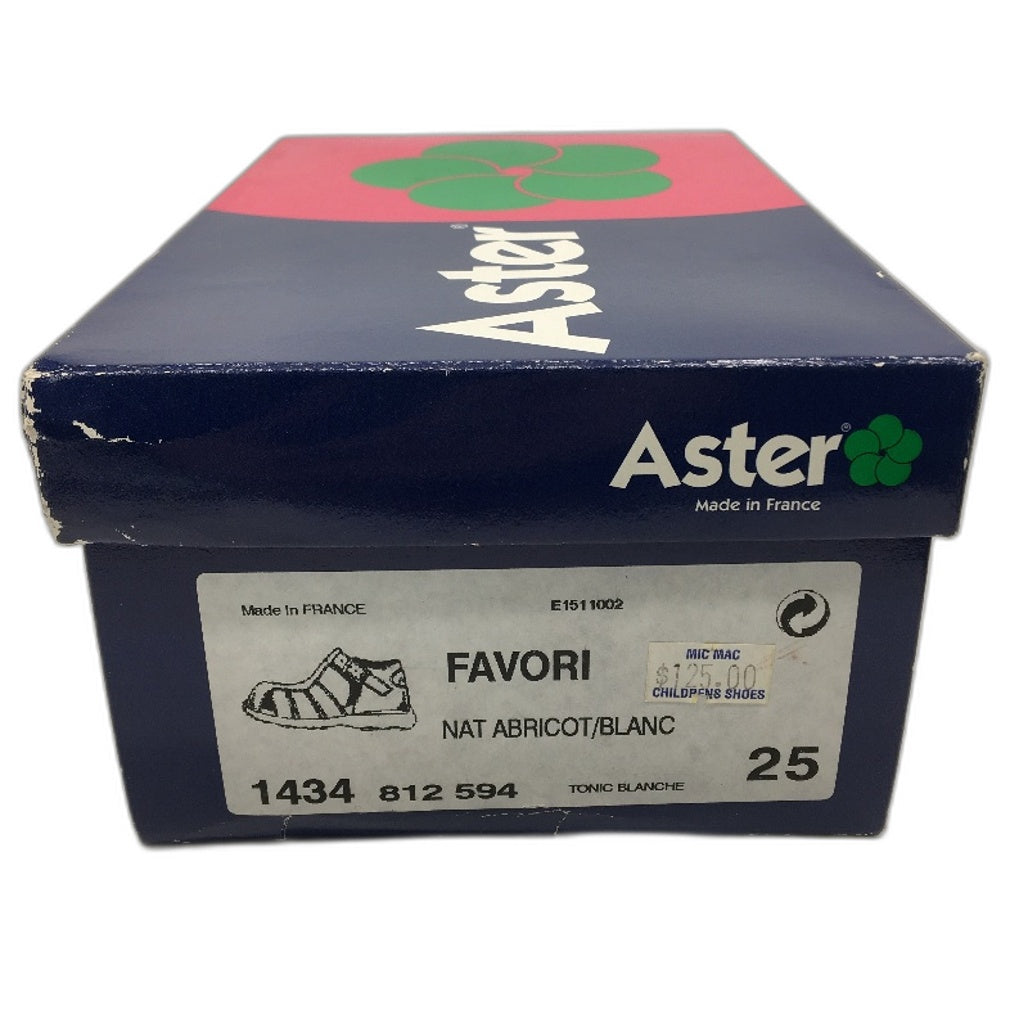 Aster®
Aster®
Made in France
Made In FRANCE
E1511002
FAVORI
MIC MAC
$125.00
CHILDRENS SHOES
NAT ABRICOT/BLANC
25
1434 812 594 TONIC BLANCHE